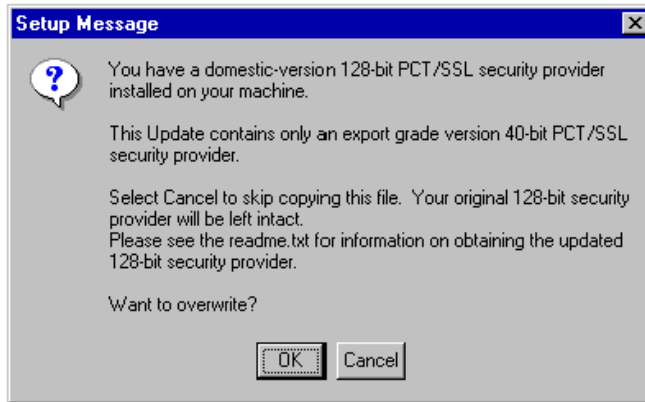 Setup Message
You have a domestic-version 128-bit PCT/SSL security provider
installed on your machine.
This Update contains only an export grade version 40-bit PCT/SSL
security provider.
Select Cancel to skip copying this file.  Your original 128-bit security
provider will be left intact.
Please see the readme.txt for information on obtaining the updated
128-bit security provider.
Want to overwrite?
OK
Cancel